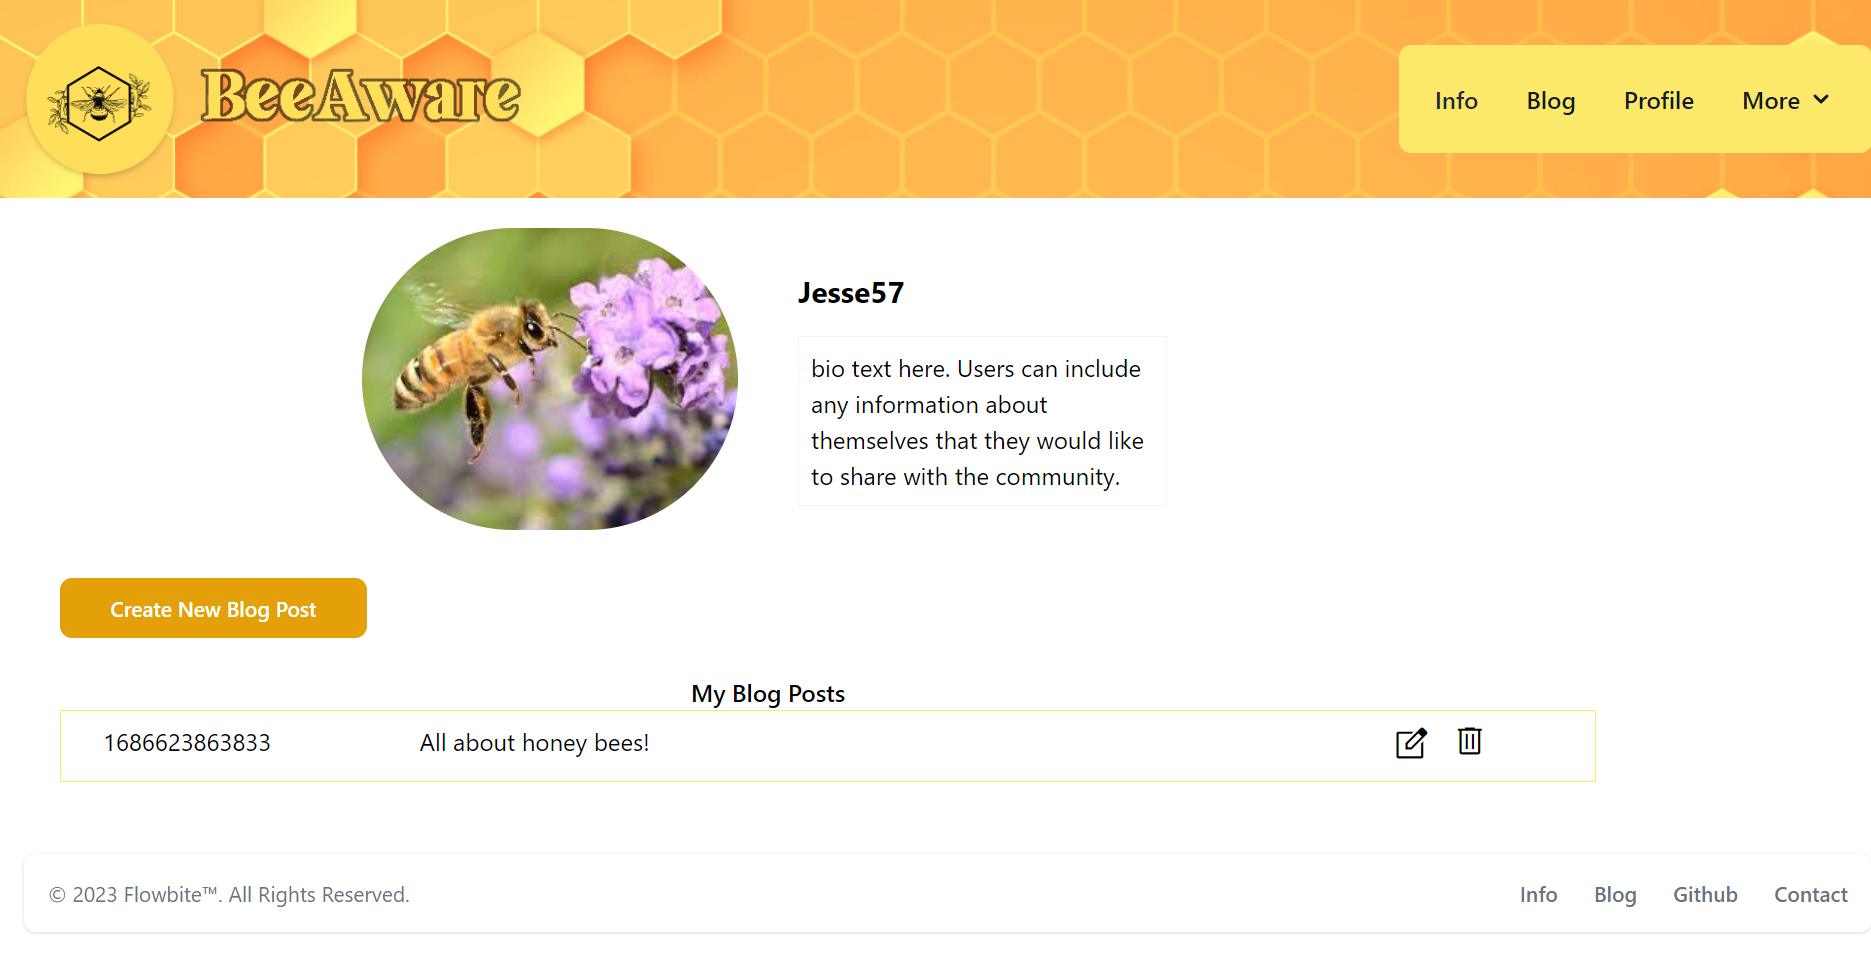 BeeAware
Info Blog Profile More
Jesse57
bio text here. Users can include
any information about
themselves that they would like
to share with the community.
Create New Blog Post
My Blog Posts
1686623863833 All about honey bees!
© 2023 Flowbite™. All Rights Reserved. Info Blog Github Contact